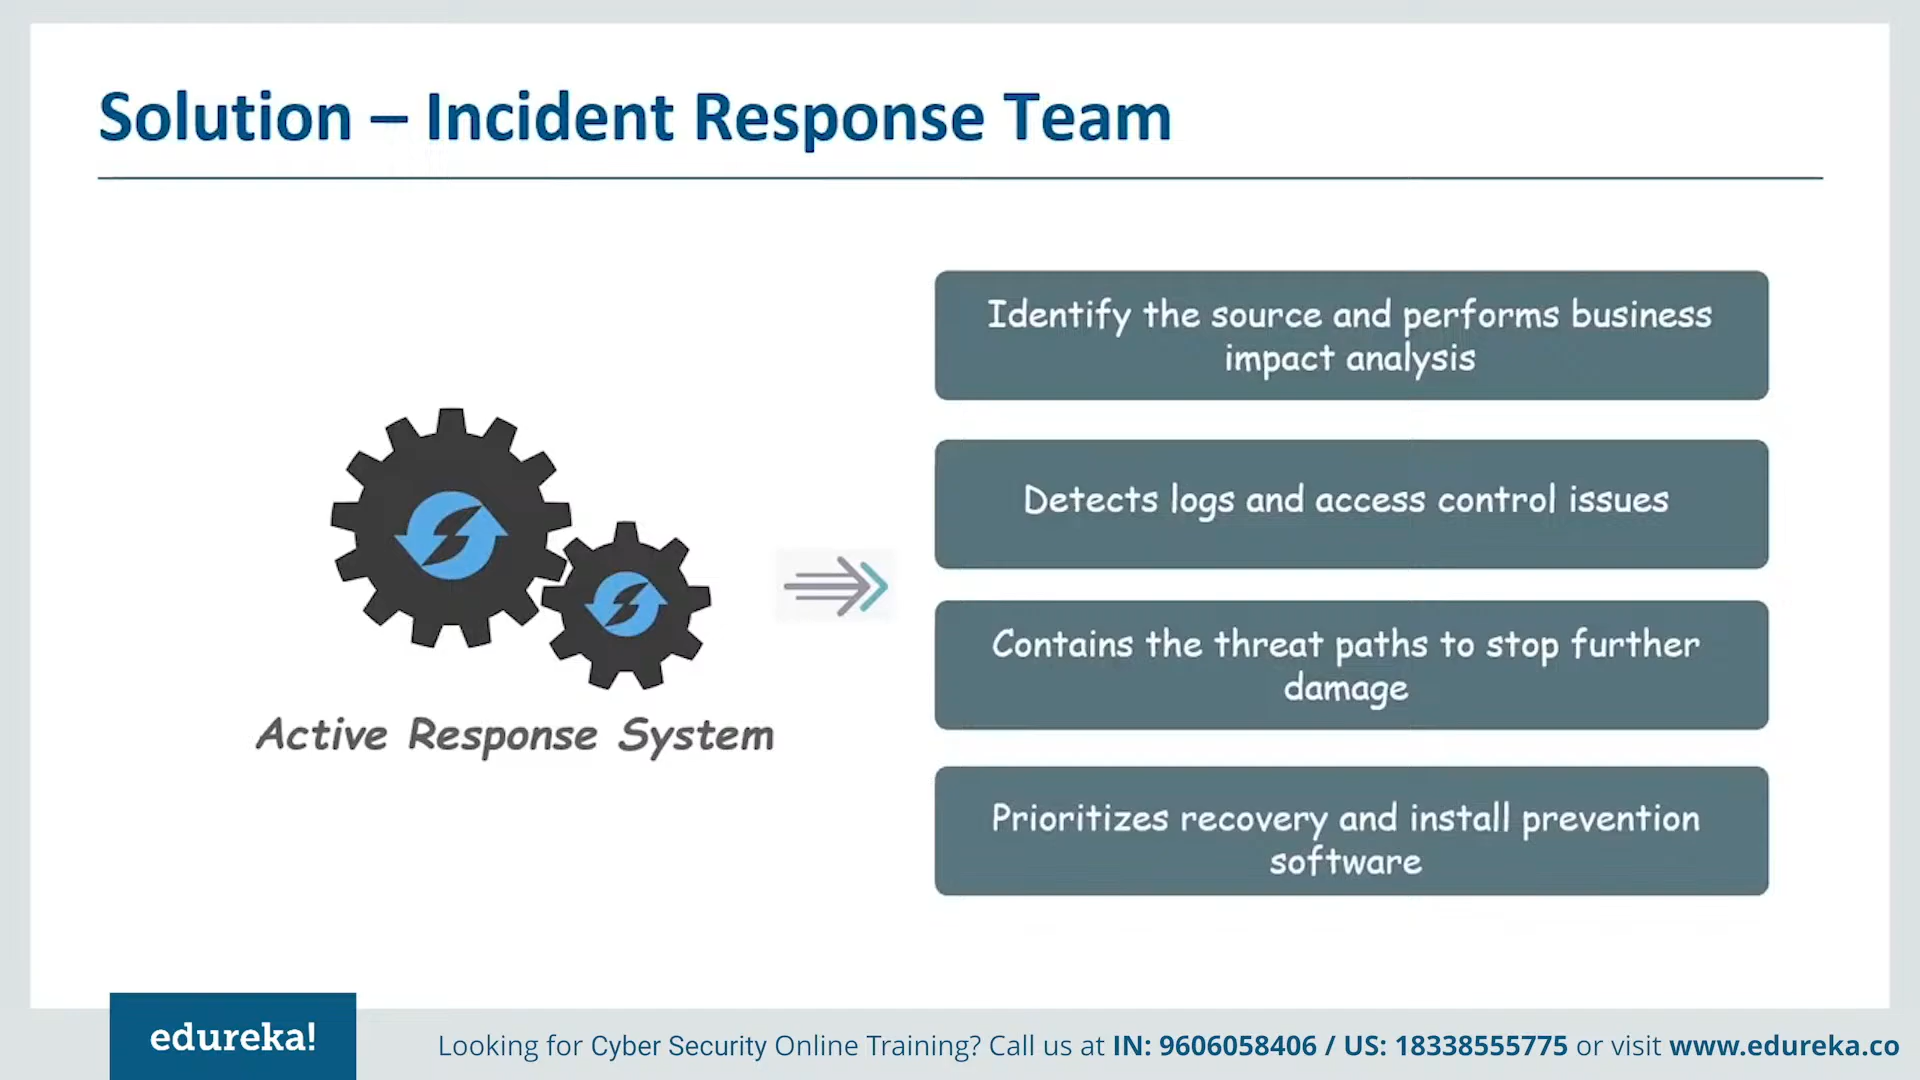 Solution – Incident Response Team
Identify the source and performs business
impact analysis
Detects logs and access control issues
Contains the threat paths to stop further
damage
Prioritizes recovery and install prevention
software
Active Response System
edureka!
Looking for Cyber Security Online Training? Call us at IN: 9606058406 / US: 18338555775 or visit www.edureka.co